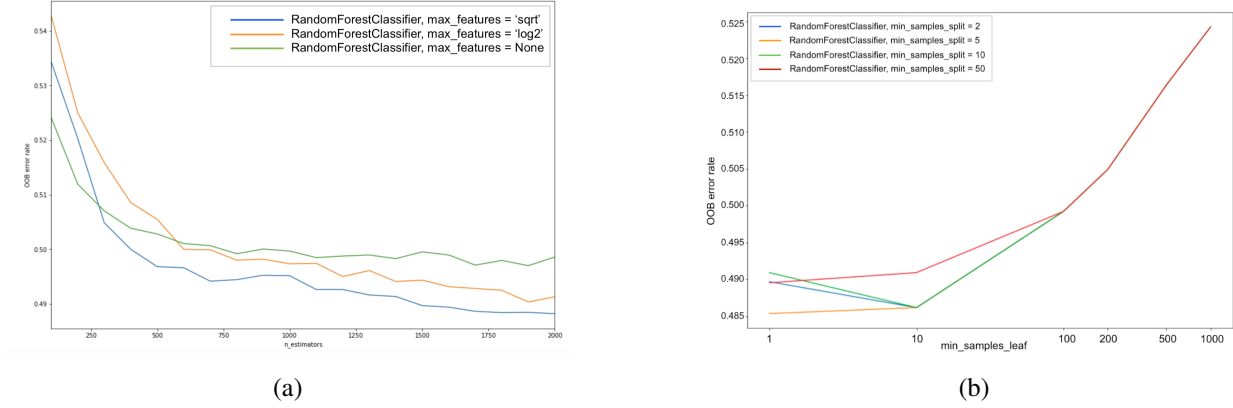 RandomForestClassifier, max_features = ‘sqrt’
RandomForestClassifier, max_features = ‘log2’
RandomForestClassifier, max_features = None
0.54
0.53
0.52
0.51
0.50
0.49
OOB error rate
250 500 750 1000 1250 1500 1750 2000
n_estimators
(a)
RandomForestClassifier, min_samples_split = 2
RandomForestClassifier, min_samples_split = 5
RandomForestClassifier, min_samples_split = 10
RandomForestClassifier, min_samples_split = 50
0.525
0.520
0.515
0.510
0.505
0.500
0.495
0.490
0.485
OOB error rate
1 10 100 200 500 1000
min_samples_leaf
(b)